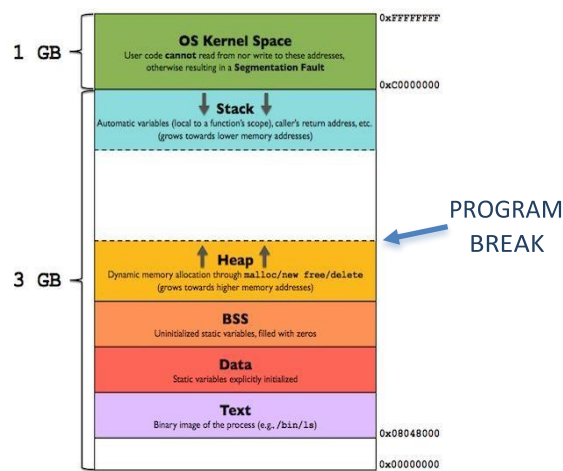 0xFFFFFFFF
1 GB
OS Kernel Space
User code cannot read from nor write to these addresses,
otherwise resulting in a Segmentation Fault
0xC0000000
Stack
Automatic variables (local to a function's scope), caller's return address, etc.
(grows towards lower memory addresses)
PROGRAM
BREAK
3 GB
Heap
Dynamic memory allocation through malloc/new free/delete
(grows towards higher memory addresses)
BSS
Uninitialized static variables, filled with zeros
Data
Static variables explicitly initialized
Text
Binary image of the process (e.g., /bin/ls)
0x08048000
0x00000000